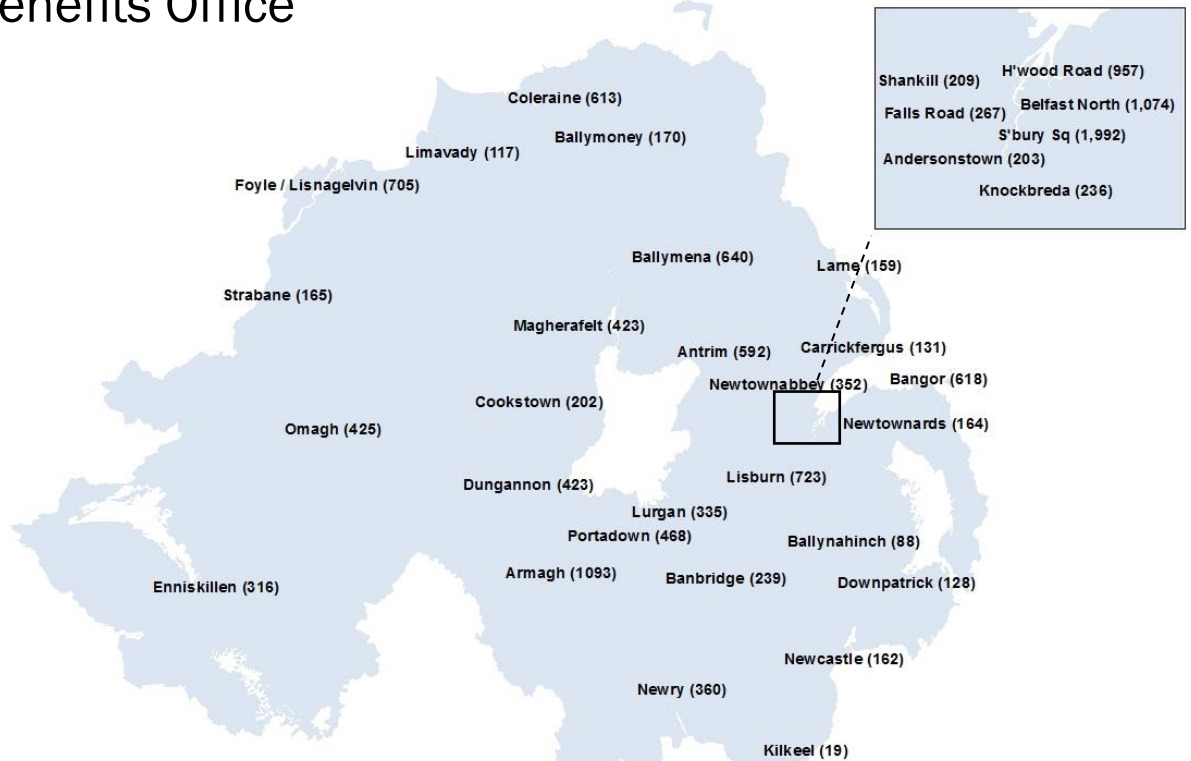 enefits Office
Shankill (209)
H'wood Road (957)
Falls Road (267)
Belfast North (1,074)
S'bury Sq (1,992)
Andersonstown (203)
Knockbreda (236)
Coleraine (613)
Ballymoney (170)
Limavady (117)
Foyle / Lisnagelvin (705)
Ballymena (640)
Larne (159)
Strabane (165)
Magherafelt (423)
Antrim (592)
Carrickfergus (131)
Newtownabbey (352)
Bangor (618)
Cookstown (202)
Omagh (425)
Newtownards (164)
Lisburn (723)
Dungannon (423)
Lurgan (335)
Portadown (468)
Ballynahinch (88)
Armagh (1093)
Banbridge (239)
Downpatrick (128)
Enniskillen (316)
Newcastle (162)
Newry (360)
Kilkeel (19)